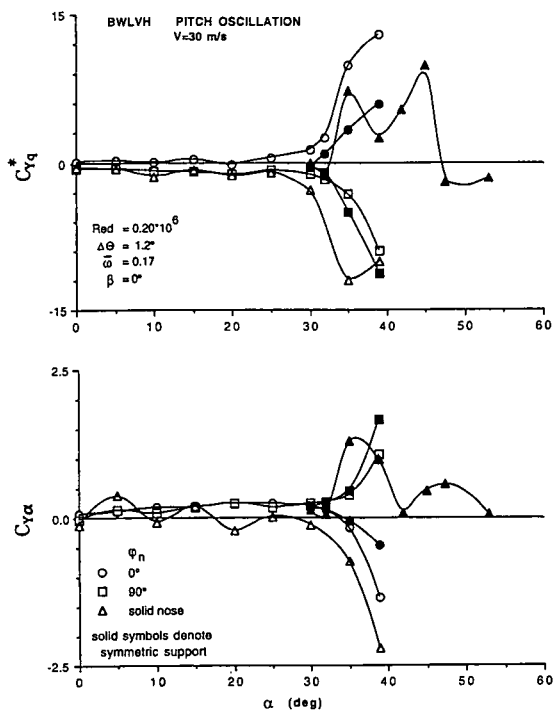 BWLVH PITCH OSCILLATION
V=30 m/s
15
0
-15
C*Yq
Red = 0.20*10^6
ΔΘ = 1.2°
ω̅ = 0.17
β = 0°
0 10 20 30 40 50 60
2.5
0.0
-2.5
CYα
φn
0°
90°
solid nose
solid symbols denote
symmetric support
0 10 20 30 40 50 60
α (deg)